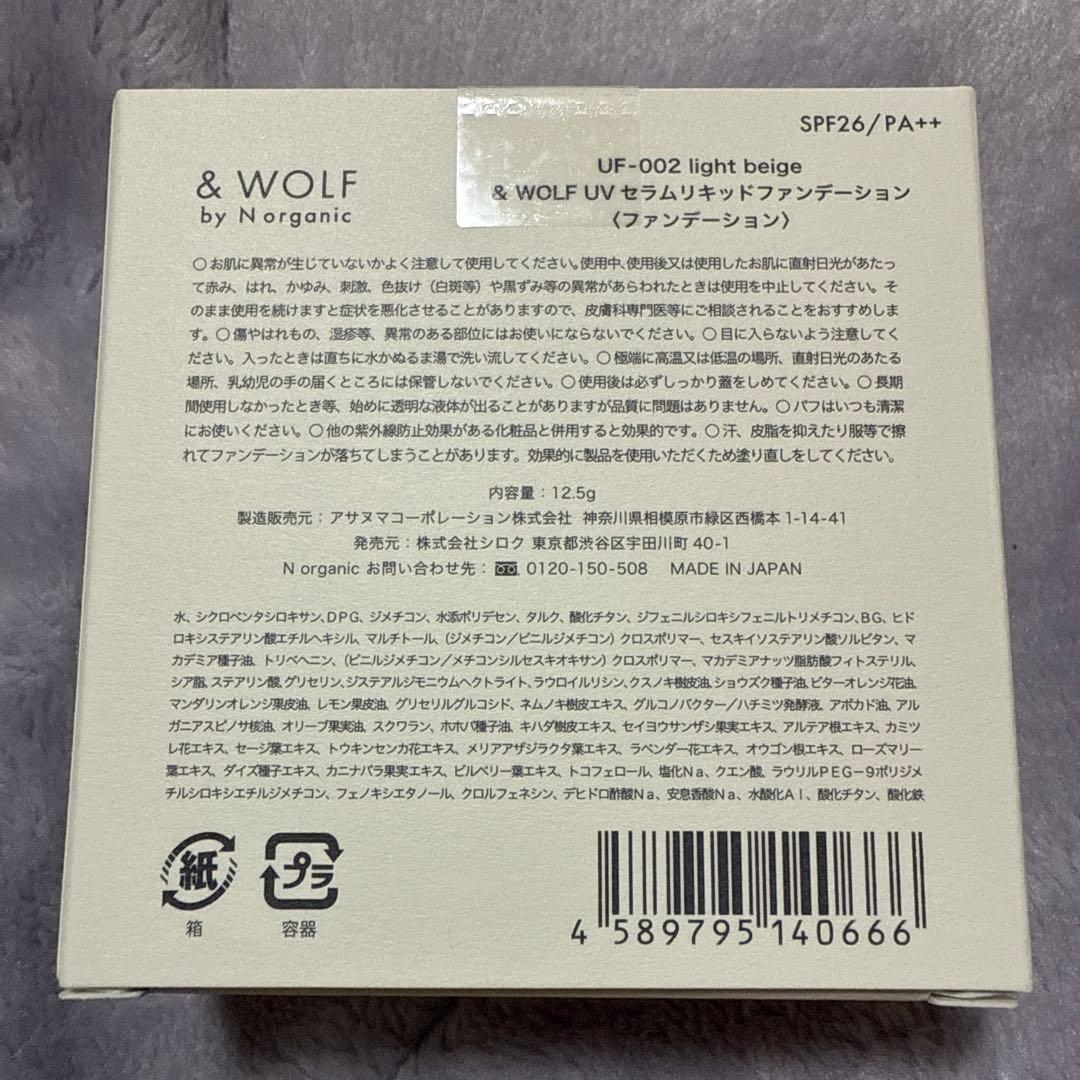 SPF26/PA++
& WOLF
by N organic
UF-002 light beige
& WOLF UV セラムリキッドファンデーション
〈ファンデーション〉
○お肌に異常が生じていないかよく注意して使用してください。使用中、使用後又は使用したお肌に直射日光があたっ
て赤み、はれ、かゆみ、刺激、色抜け(白斑等)や黒ずみ等の異常があらわれたときは使用を中止してください。そ
のまま使用を続けますと症状を悪化させることがありますので、皮膚科専門医等にご相談されることをおすすめしま
す。○傷やはれもの、湿疹等、異常のある部位にはお使いにならないでください。○目に入らないよう注意してく
ださい。入ったときは直ちに水かぬるま湯で洗い流してください。○極端に高温又は低温の場所、直射日光のあたる
場所、乳幼児の手の届くところには保管しないでください。○使用後は必ずしっかり蓋をしめてください。○長期
間使用しなかったとき等、始めに透明な液体が出ることがありますが品質に問題はありません。○パフはいつも清潔
にお使いください。○他の紫外線防止効果がある化粧品と併用すると効果的です。○汗、皮脂を抑えたり服等で擦
れてファンデーションが落ちてしまうことがあります。効果的に製品を使用いただくため塗り直しをしてください。
内容量:12.5g
製造販売元:アサヌマコーポレーション株式会社 神奈川県相模原市緑区西橋本1-14-41
発売元:株式会社シロク 東京都渋谷区宇田川町40-1
N organic お問い合わせ先: 0120-150-508 MADE IN JAPAN
水、シクロペンタシロキサン、DPG、ジメチコン、水添ポリデセン、タルク、酸化チタン、ジフェニルシロキシフェニルトリメチコン、BG、ヒド
ロキシステアリン酸エチルヘキシル、マルチトール、(ジメチコン/ビニルジメチコン)クロスポリマー、セスキイソステアリン酸ソルビタン、マ
カデミア種子油、トリベヘニン、(ビニルジメチコン/メチコンシルセスキオキサン)クロスポリマー、マカデミアナッツ脂肪酸フィトステリル、
シア脂、ステアリン酸、グリセリン、ジステアルジモニウムヘクトライト、ラウロイルリシン、クスノキ樹皮油、ショウズク種子油、ビターオレンジ花油、
マンダリンオレンジ果皮油、レモン果皮油、グリセリルグルコシド、ネムノキ樹皮エキス、グルコノバクター/ハチミツ発酵液、アボカド油、アル
ガニアスピノサ核油、オリーブ果実油、スクワラン、ホホバ種子油、キハダ樹皮エキス、セイヨウサンザシ果実エキス、アルテア根エキス、カミツ
レ花エキス、セージ葉エキス、トウキンセンカ花エキス、メリアアザジラクタ葉エキス、ラベンダー花エキス、オウゴン根エキス、ローズマリー
葉エキス、ダイズ種子エキス、カニナバラ果実エキス、ビルベリー葉エキス、トコフェロール、塩化Na、クエン酸、ラウリルPEG-9ポリジメ
チルシロキシエチルジメチコン、フェノキシエタノール、クロルフェネシン、デヒドロ酢酸Na、安息香酸Na、水酸化Al、酸化チタン、酸化鉄
紙
箱
プラ
容器
4 589795 140666